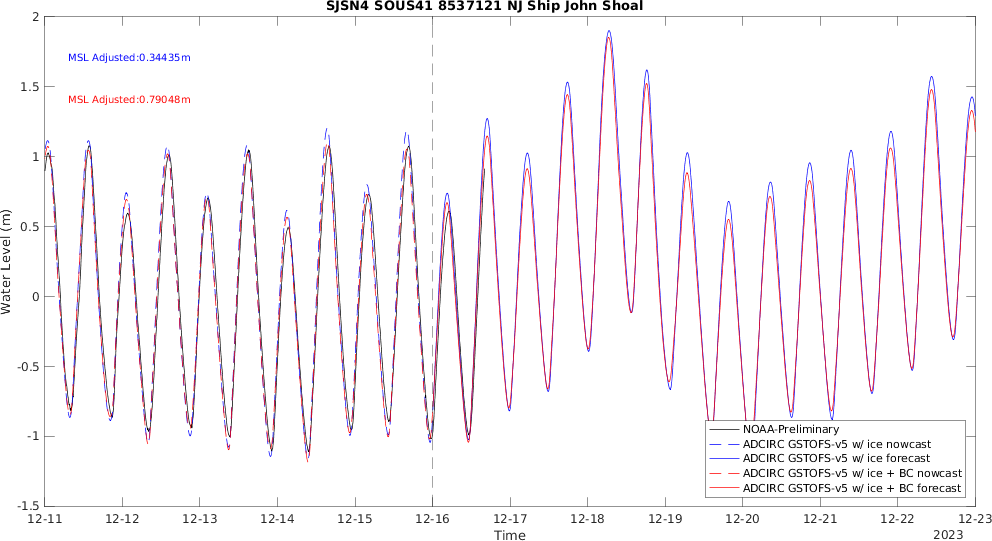 SJSN4 SOUS41 8537121 NJ Ship John Shoal
2
1.5
1
0.5
0
-0.5
-1
-1.5
Water Level (m)
MSL Adjusted:0.34435m
MSL Adjusted:0.79048m
NOAA-Preliminary
ADCIRC GSTOFS-v5 w/ ice nowcast
ADCIRC GSTOFS-v5 w/ ice forecast
ADCIRC GSTOFS-v5 w/ ice + BC nowcast
ADCIRC GSTOFS-v5 w/ ice + BC forecast
12-11 12-12 12-13 12-14 12-15 12-16 12-17 12-18 12-19 12-20 12-21 12-22 12-23
Time
2023